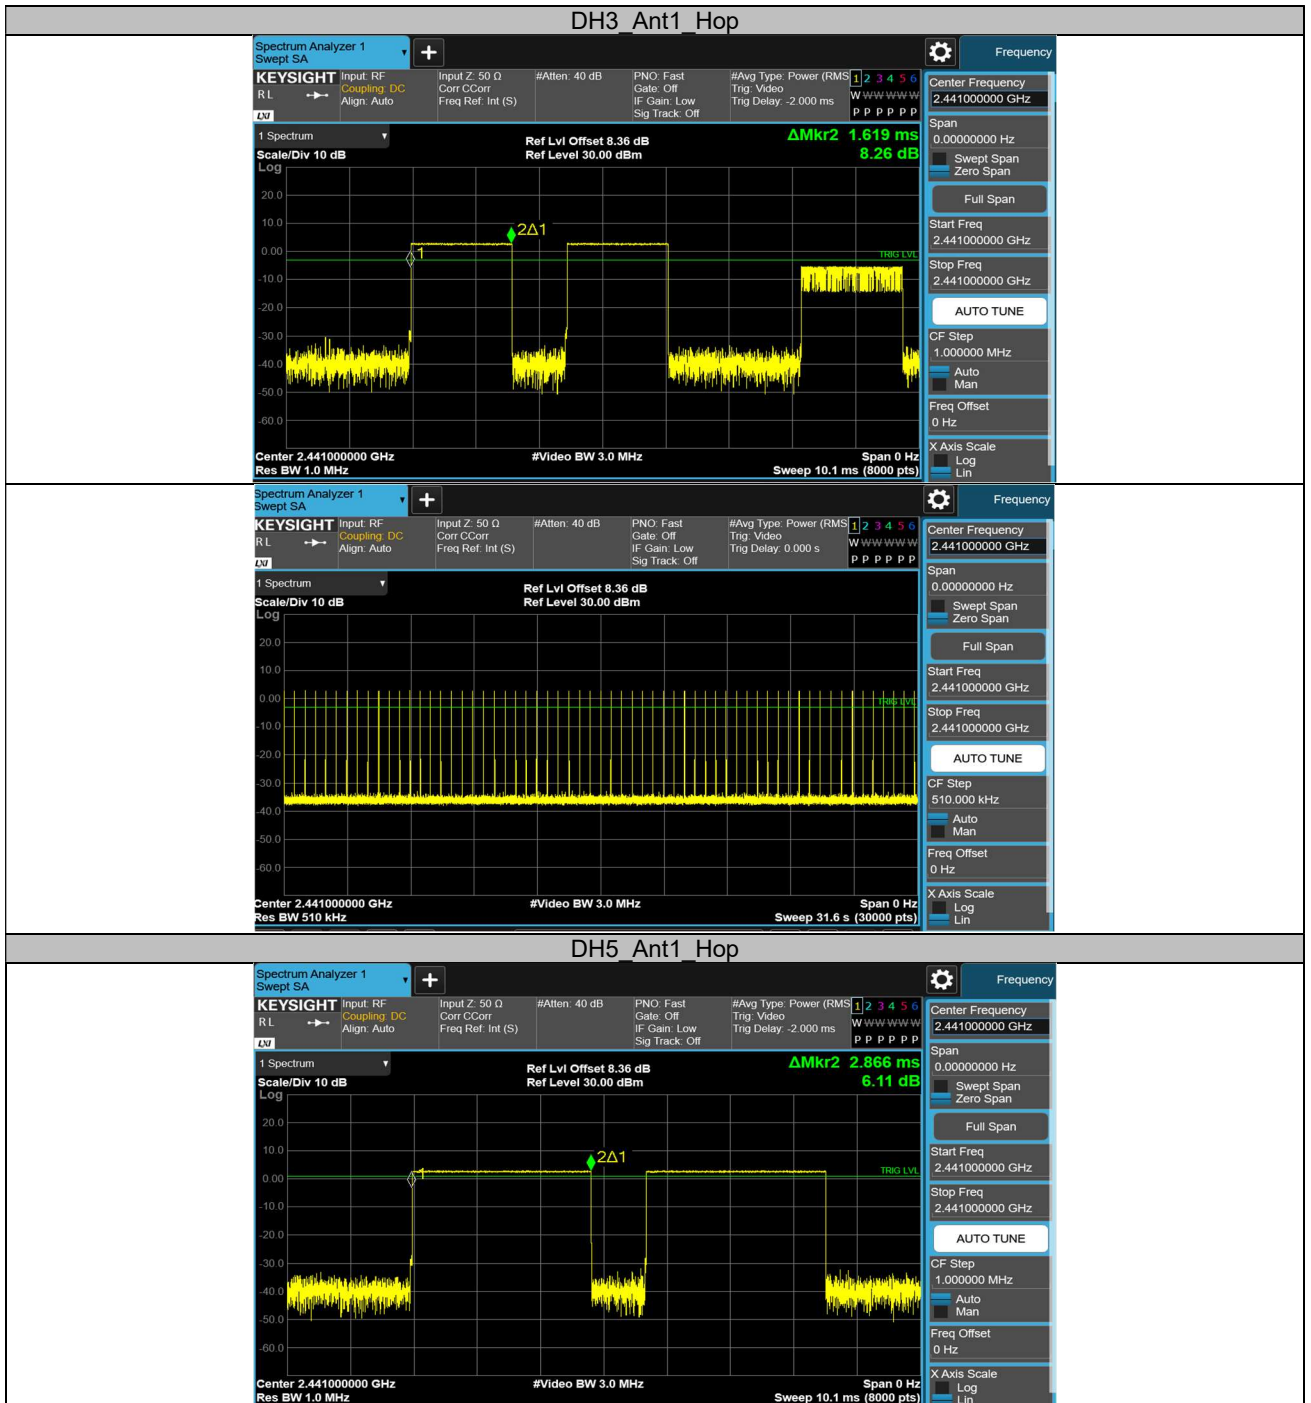 DH3_Ant1_Hop
Spectrum Analyzer 1
Swept SA
+
Frequency
KEYSIGHT
RL
LXI
Input: RF
Coupling: DC
Align: Auto
Input Z: 50 Ω
Corr CCorr
Freq Ref: Int (S)
#Atten: 40 dB
PNO: Fast
Gate: Off
IF Gain: Low
Sig Track: Off
#Avg Type: Power (RMS
Trig: Video
Trig Delay: -2.000 ms
1 2 3 4 5 6
W W W W W W
P P P P P P
1 Spectrum
Scale/Div 10 dB
Log
Ref Lvl Offset 8.36 dB
Ref Level 30.00 dBm
ΔMkr2 1.619 ms
8.26 dB
20.0
10.0
0.00
-10.0
-20.0
-30.0
-40.0
-50.0
-60.0
1
2Δ1
TRIG LVL
Center 2.441000000 GHz
Res BW 1.0 MHz
#Video BW 3.0 MHz
Span 0 Hz
Sweep 10.1 ms (8000 pts)
Center Frequency
2.441000000 GHz
Span
0.00000000 Hz
Swept Span
Zero Span
Full Span
Start Freq
2.441000000 GHz
Stop Freq
2.441000000 GHz
AUTO TUNE
CF Step
1.000000 MHz
Auto
Man
Freq Offset
0 Hz
X Axis Scale
Log
Lin
Spectrum Analyzer 1
Swept SA
+
Frequency
KEYSIGHT
RL
LXI
Input: RF
Coupling: DC
Align: Auto
Input Z: 50 Ω
Corr CCorr
Freq Ref: Int (S)
#Atten: 40 dB
PNO: Fast
Gate: Off
IF Gain: Low
Sig Track: Off
#Avg Type: Power (RMS
Trig: Video
Trig Delay: 0.000 s
1 2 3 4 5 6
W W W W W W
P P P P P P
1 Spectrum
Scale/Div 10 dB
Log
Ref Lvl Offset 8.36 dB
Ref Level 30.00 dBm
20.0
10.0
0.00
-10.0
-20.0
-30.0
-40.0
-50.0
-60.0
TRIG LVL
Center 2.441000000 GHz
Res BW 510 kHz
#Video BW 3.0 MHz
Span 0 Hz
Sweep 31.6 s (30000 pts)
Center Frequency
2.441000000 GHz
Span
0.00000000 Hz
Swept Span
Zero Span
Full Span
Start Freq
2.441000000 GHz
Stop Freq
2.441000000 GHz
AUTO TUNE
CF Step
510.000 kHz
Auto
Man
Freq Offset
0 Hz
X Axis Scale
Log
Lin
DH5_Ant1_Hop
Spectrum Analyzer 1
Swept SA
+
Frequency
KEYSIGHT
RL
LXI
Input: RF
Coupling: DC
Align: Auto
Input Z: 50 Ω
Corr CCorr
Freq Ref: Int (S)
#Atten: 40 dB
PNO: Fast
Gate: Off
IF Gain: Low
Sig Track: Off
#Avg Type: Power (RMS
Trig: Video
Trig Delay: -2.000 ms
1 2 3 4 5 6
W W W W W W
P P P P P P
1 Spectrum
Scale/Div 10 dB
Log
Ref Lvl Offset 8.36 dB
Ref Level 30.00 dBm
ΔMkr2 2.866 ms
6.11 dB
20.0
10.0
0.00
-10.0
-20.0
-30.0
-40.0
-50.0
-60.0
1
2Δ1
TRIG LVL
Center 2.441000000 GHz
Res BW 1.0 MHz
#Video BW 3.0 MHz
Span 0 Hz
Sweep 10.1 ms (8000 pts)
Center Frequency
2.441000000 GHz
Span
0.00000000 Hz
Swept Span
Zero Span
Full Span
Start Freq
2.441000000 GHz
Stop Freq
2.441000000 GHz
AUTO TUNE
CF Step
1.000000 MHz
Auto
Man
Freq Offset
0 Hz
X Axis Scale
Log
Lin